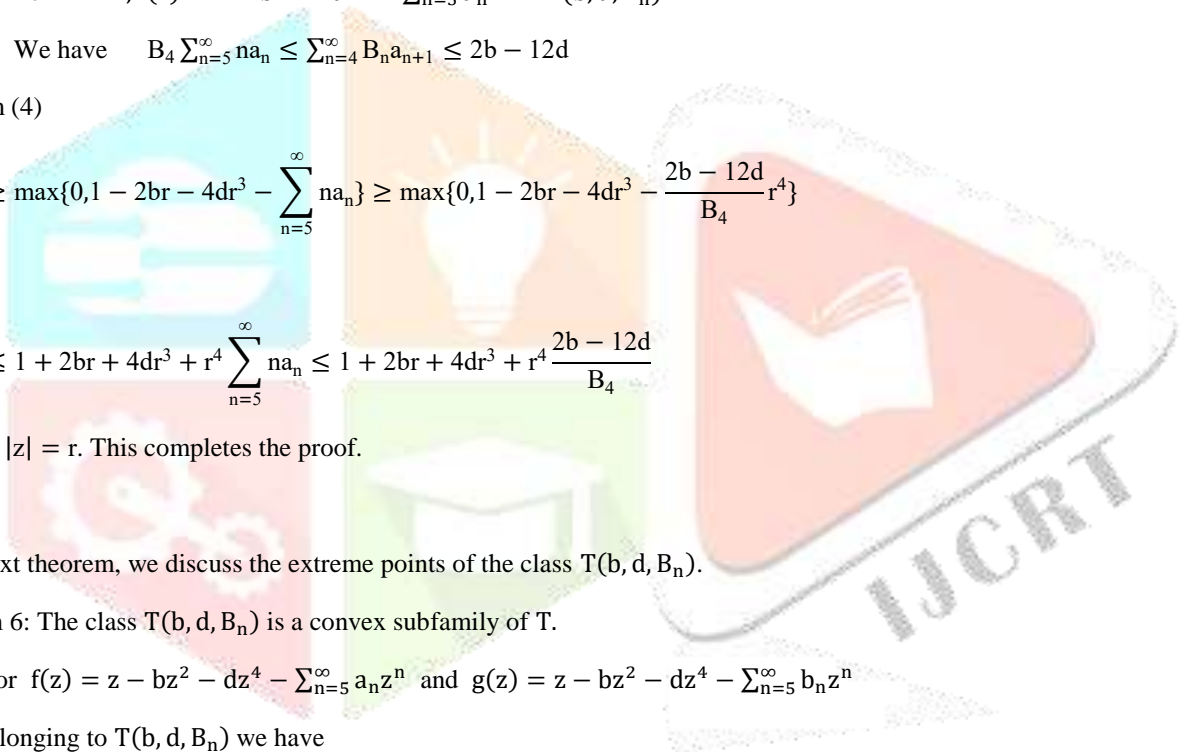 We have B₄ ∑ₙ₌₅^∞ naₙ ≤ ∑ₙ₌₄^∞ Bₙaₙ₊₁ ≤ 2b − 12d
(4)
≥ max{0,1 − 2br − 4dr³ − ∑ₙ₌₅^∞ naₙ} ≥ max{0,1 − 2br − 4dr³ − (2b − 12d)/B₄ r⁴}
≤ 1 + 2br + 4dr³ + r⁴ ∑ₙ₌₅^∞ naₙ ≤ 1 + 2br + 4dr³ + r⁴ (2b − 12d)/B₄
|z| = r. This completes the proof.
xt theorem, we discuss the extreme points of the class T(b, d, Bₙ).
6: The class T(b, d, Bₙ) is a convex subfamily of T.
or f(z) = z − bz² − dz⁴ − ∑ₙ₌₅^∞ aₙzⁿ and g(z) = z − bz² − dz⁴ − ∑ₙ₌₅^∞ bₙzⁿ
longing to T(b, d, Bₙ) we have
IJCRT